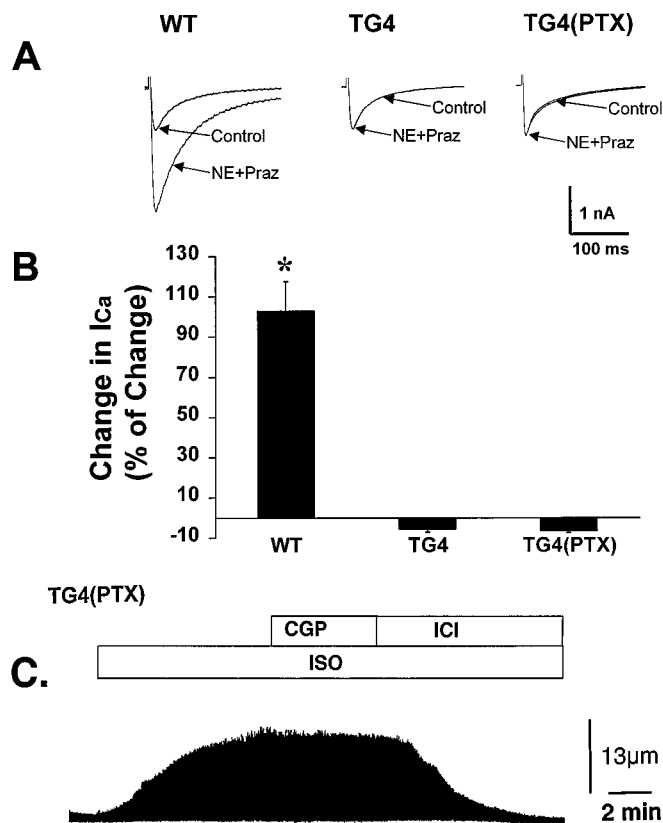 WT TG4 TG4(PTX)
A
Control
NE+Praz
Control
NE+Praz
Control
NE+Praz
1 nA
100 ms
B
Change in ICa
(% of Change)
130
110
90
70
50
30
10
-10
*
WT TG4 TG4(PTX)
TG4(PTX)
CGP ICI
ISO
C.
13µm
2 min